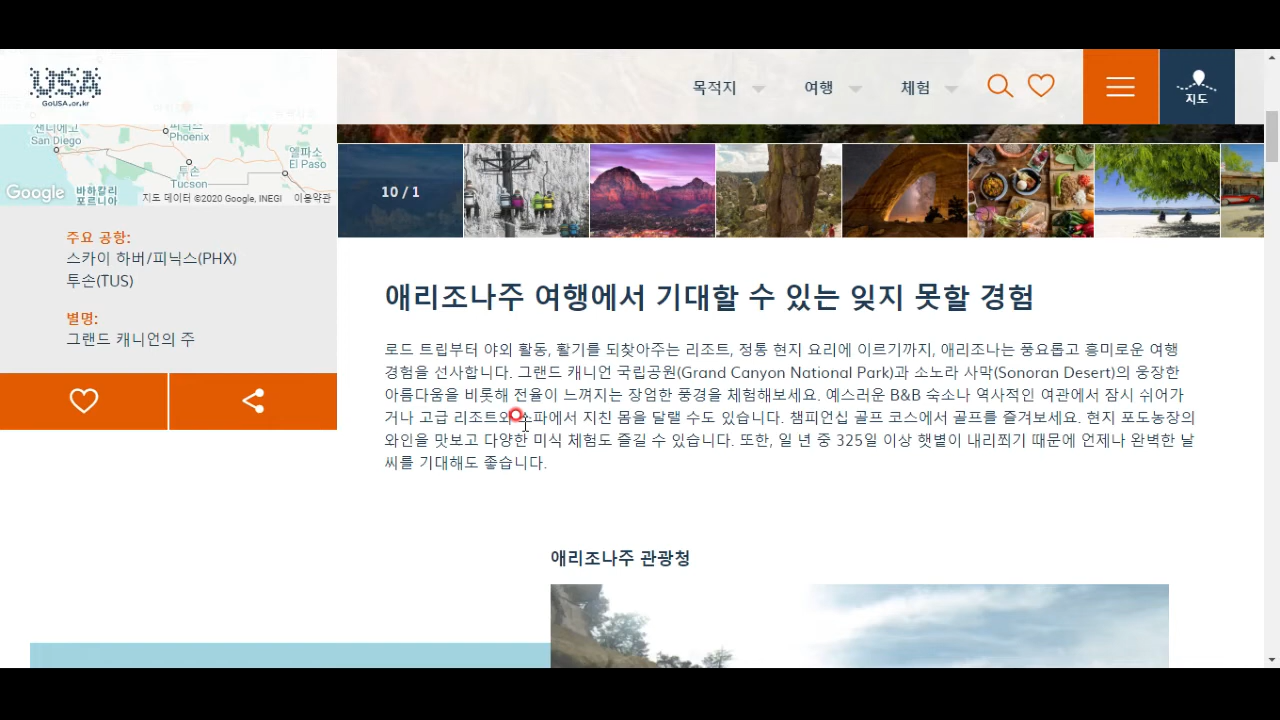 USA
GoUSA.or.kr
목적지
여행
체험
지도
샌디에고
San Diego
피닉스
Phoenix
엘파소
El Paso
투손
Tucson
바하칼리
포르니아
Google
지도 데이터 ©2020 Google, INEGI
이용약관
10 / 1
주요 공항:
스카이 하버/피닉스(PHX)
투손(TUS)
별명:
그랜드 캐니언의 주
애리조나주 여행에서 기대할 수 있는 잊지 못할 경험
로드 트립부터 야외 활동, 활기를 되찾아주는 리조트, 정통 현지 요리에 이르기까지, 애리조나는 풍요롭고 흥미로운 여행
경험을 선사합니다. 그랜드 캐니언 국립공원(Grand Canyon National Park)과 소노라 사막(Sonoran Desert)의 웅장한
아름다움을 비롯해 전율이 느껴지는 장엄한 풍경을 체험해보세요. 예스러운 B&B 숙소나 역사적인 여관에서 잠시 쉬어가
거나 고급 리조트와 스파에서 지친 몸을 달랠 수도 있습니다. 챔피언십 골프 코스에서 골프를 즐겨보세요. 현지 포도농장의
와인을 맛보고 다양한 미식 체험도 즐길 수 있습니다. 또한, 일 년 중 325일 이상 햇볕이 내리쬐기 때문에 언제나 완벽한 날
씨를 기대해도 좋습니다.
애리조나주 관광청